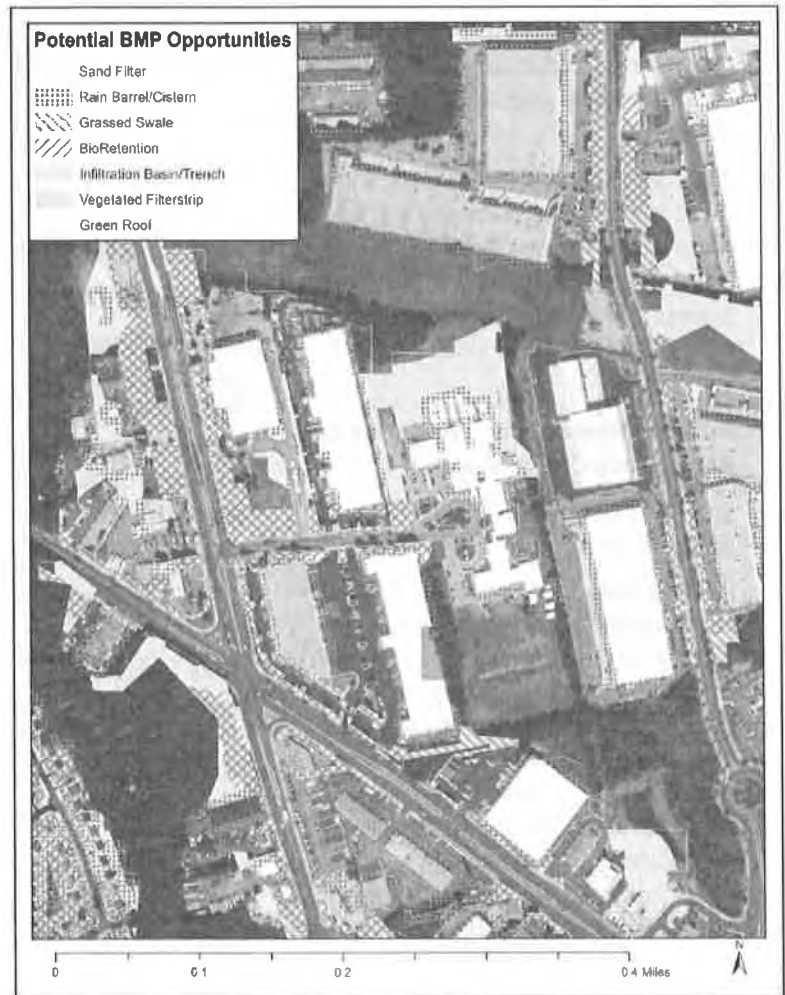 Potential BMP Opportunities
Sand Filter
Rain Barrel/Cistern
Grassed Swale
BioRetention
Infiltration Basin/Trench
Vegetated Filterstrip
Green Roof
0 0 1 0 2 0 4 Miles
N